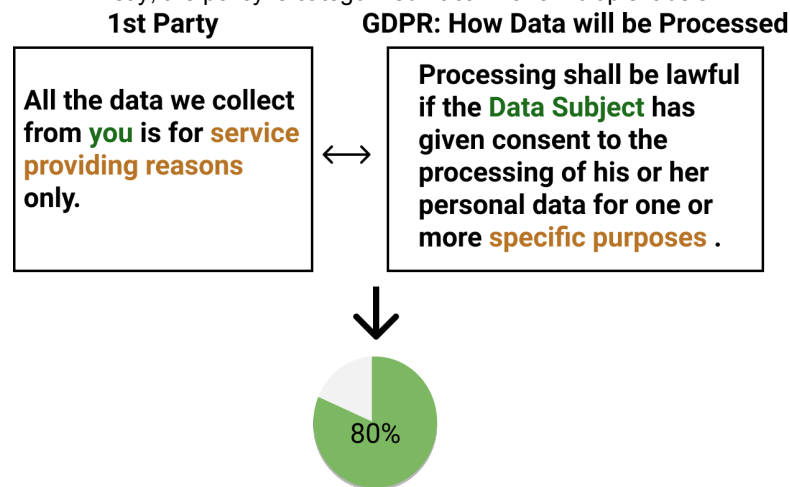 1st Party
GDPR: How Data will be Processed
All the data we collect
from you is for service
providing reasons
only.
Processing shall be lawful
if the Data Subject has
given consent to the
processing of his or her
personal data for one or
more specific purposes .
80%